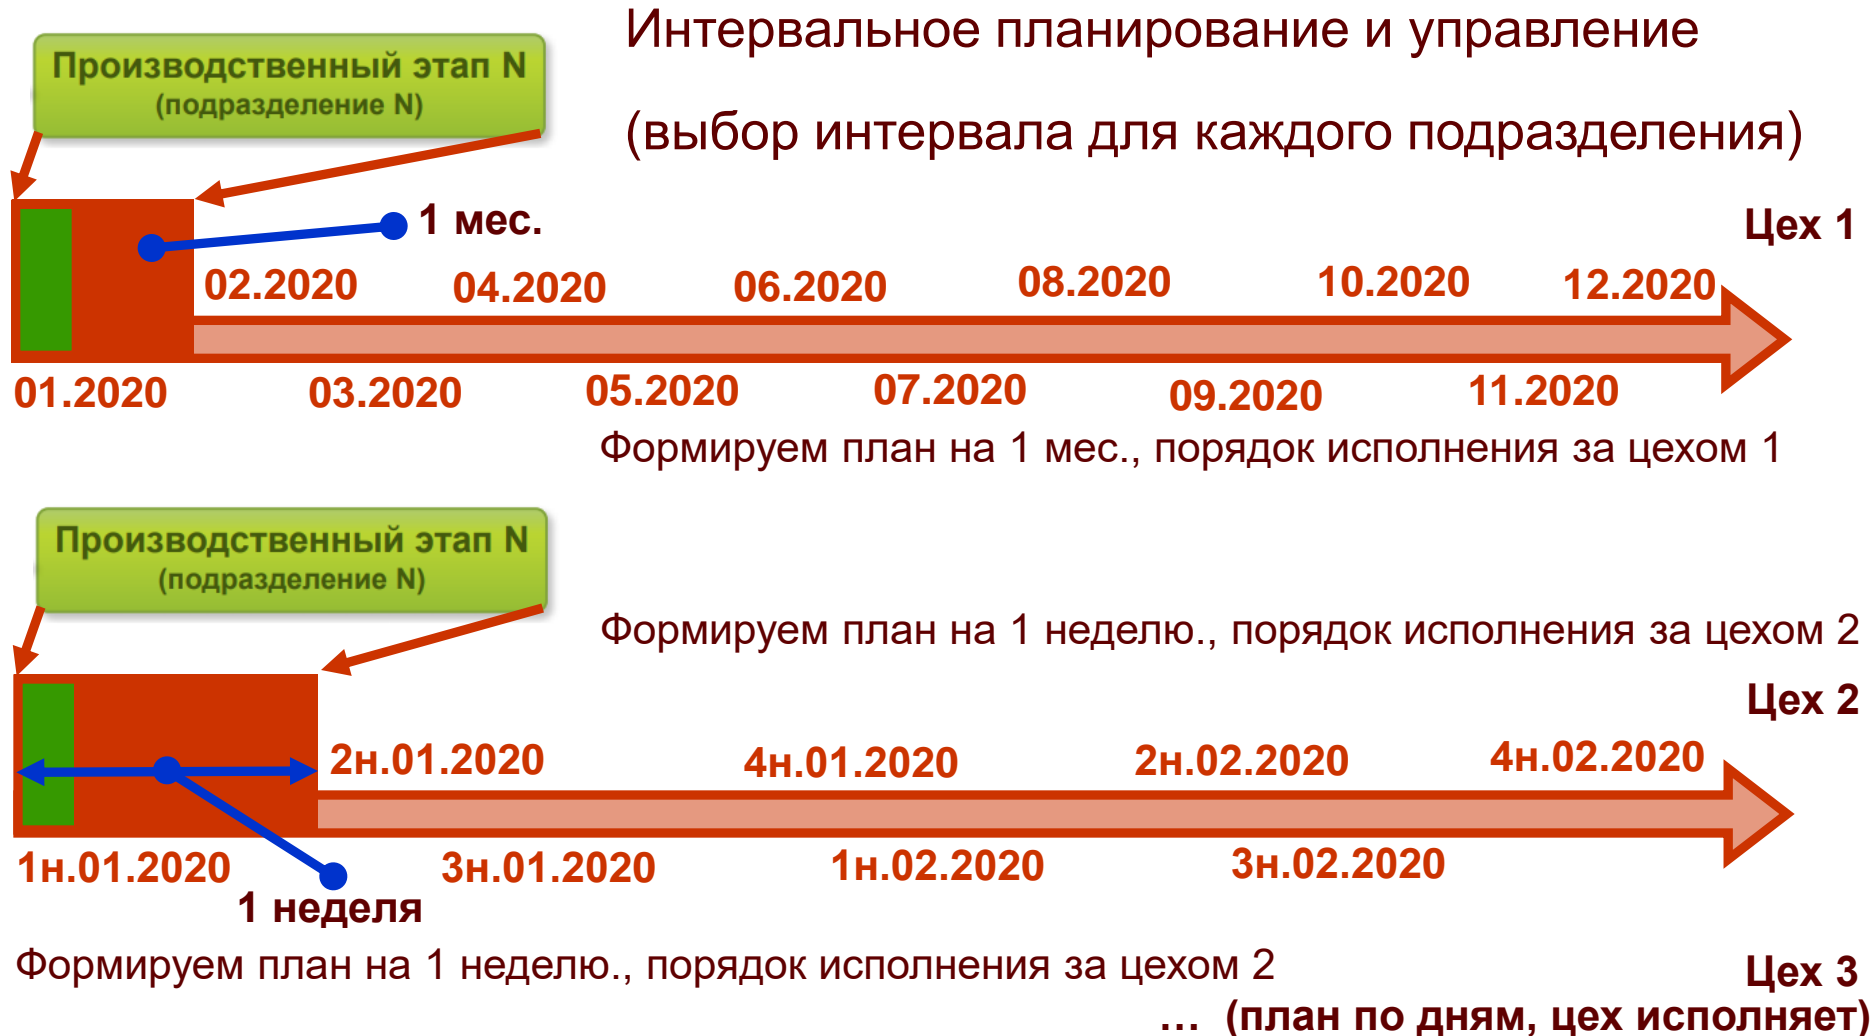 Интервальное планирование и управление
(выбор интервала для каждого подразделения)
Производственный этап N
(подразделение N)
1 мес.
Цех 1
02.2020
04.2020
06.2020
08.2020
10.2020
12.2020
01.2020
03.2020
05.2020
07.2020
09.2020
11.2020
Формируем план на 1 мес., порядок исполнения за цехом 1
Производственный этап N
(подразделение N)
Формируем план на 1 неделю., порядок исполнения за цехом 2
Цех 2
2н.01.2020
4н.01.2020
2н.02.2020
4н.02.2020
1н.01.2020
3н.01.2020
1н.02.2020
3н.02.2020
1 неделя
Формируем план на 1 неделю., порядок исполнения за цехом 2
Цех 3
... (план по дням, цех исполняет)